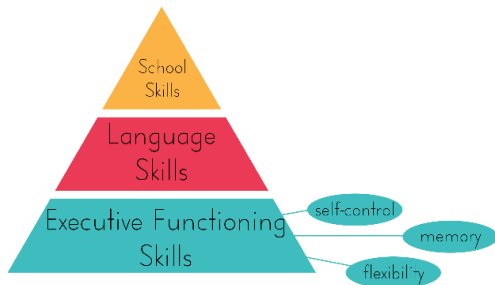 School
Skills
Language
Skills
Executive Functioning
Skills
self-control
memory
flexibility